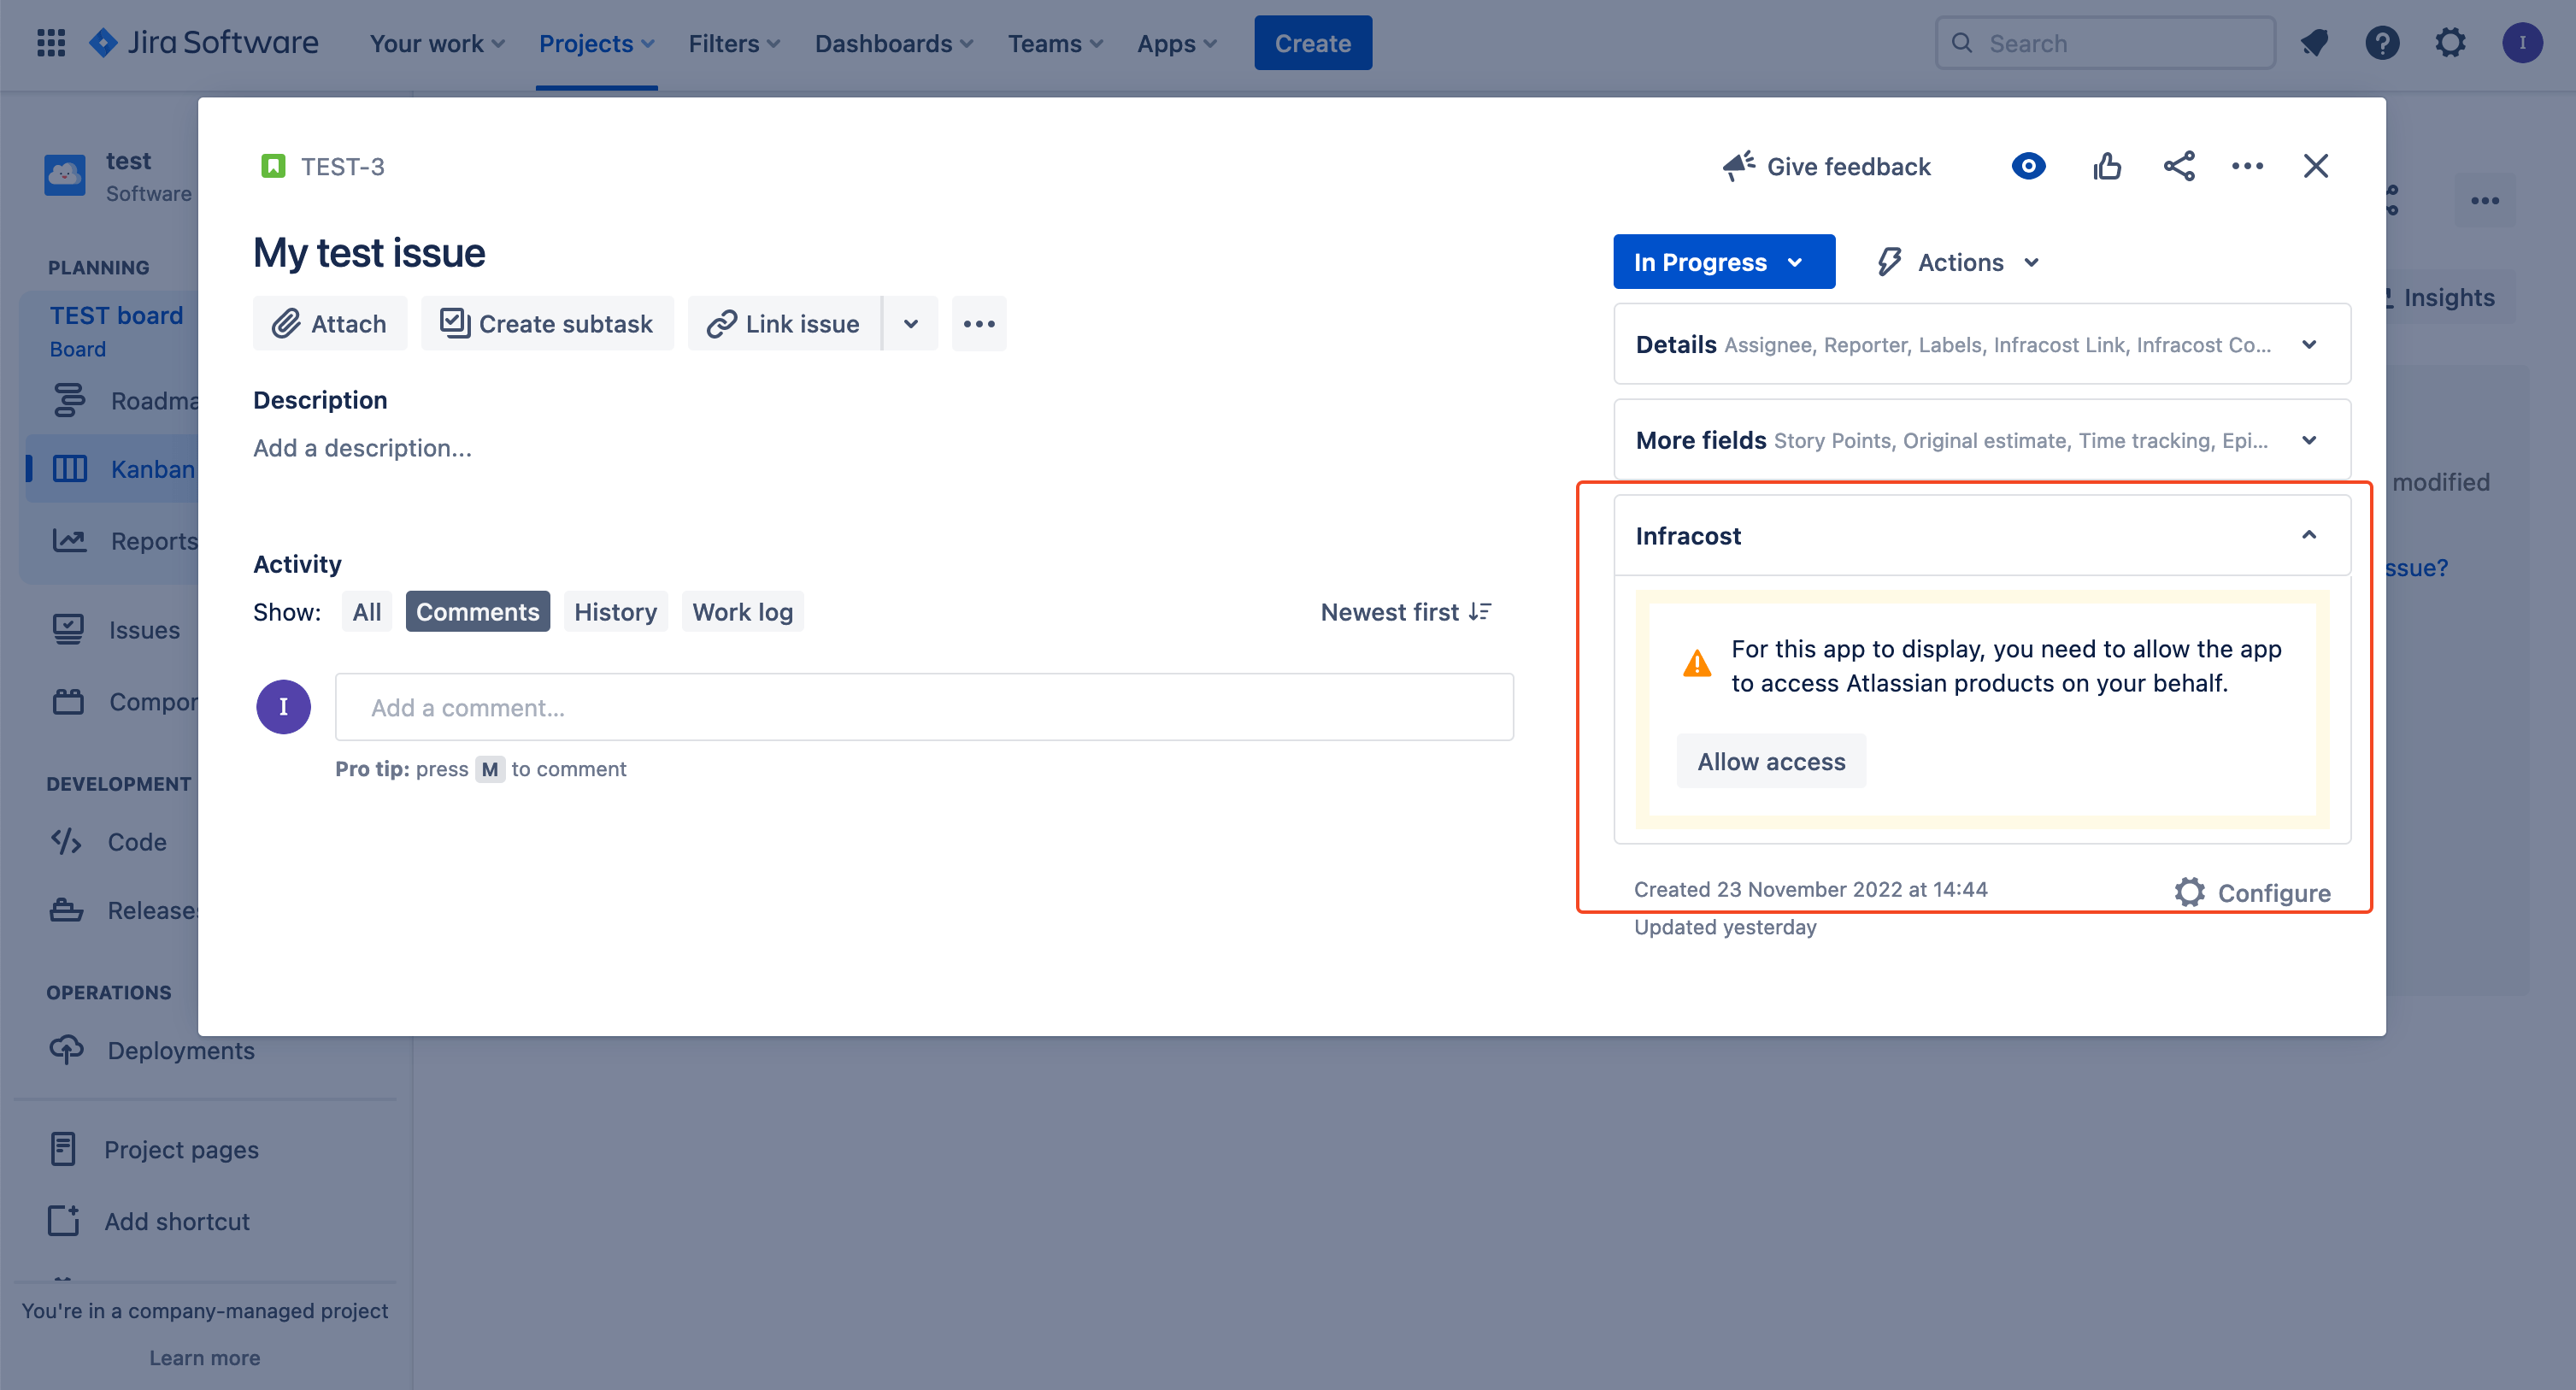 Jira Software
Your work
Projects
Filters
Dashboards
Teams
Apps
Create
Search
I
test
Software
PLANNING
TEST board
Board
Kanban
Reports
Issues
DEVELOPMENT
Code
OPERATIONS
Deployments
Project pages
Add shortcut
You're in a company-managed project
Learn more
TEST-3
Give feedback
My test issue
Attach
Create subtask
Link issue
Description
Add a description...
Activity
Show:
All
Comments
History
Work log
Newest first
I
Add a comment...
Pro tip: press M to comment
In Progress
Actions
Details Assignee, Reporter, Labels, Infracost Link, Infracost Co...
More fields Story Points, Original estimate, Time tracking, Epi...
Infracost
For this app to display, you need to allow the app
to access Atlassian products on your behalf.
Allow access
Created 23 November 2022 at 14:44
Configure
Updated yesterday
Insights
modified